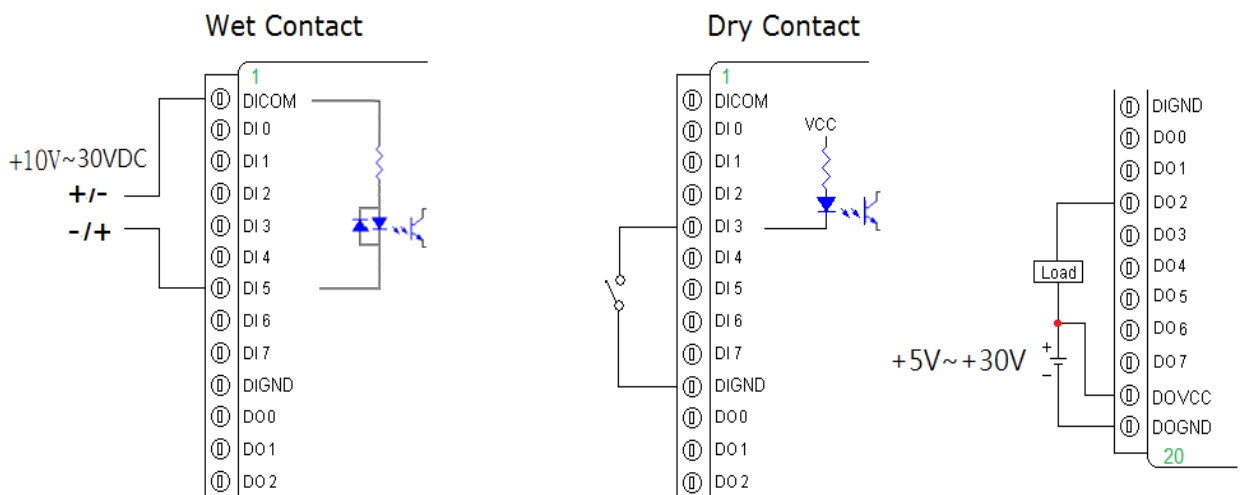 Wet Contact
1
DICOM
DI 0
DI 1
+10V~30VDC
DI 2
+/-
DI 3
-/+
DI 4
DI 5
DI 6
DI 7
DIGND
DO0
DO1
DO2
Dry Contact
1
DICOM
DI 0
VCC
DI 1
DI 2
DI 3
DI 4
DI 5
DI 6
DI 7
DIGND
DO0
DO1
DO2
DIGND
DO0
DO1
DO2
DO3
Load
DO4
DO5
DO6
+
+5V~+30V
-
DO7
DOVCC
DOGND
20